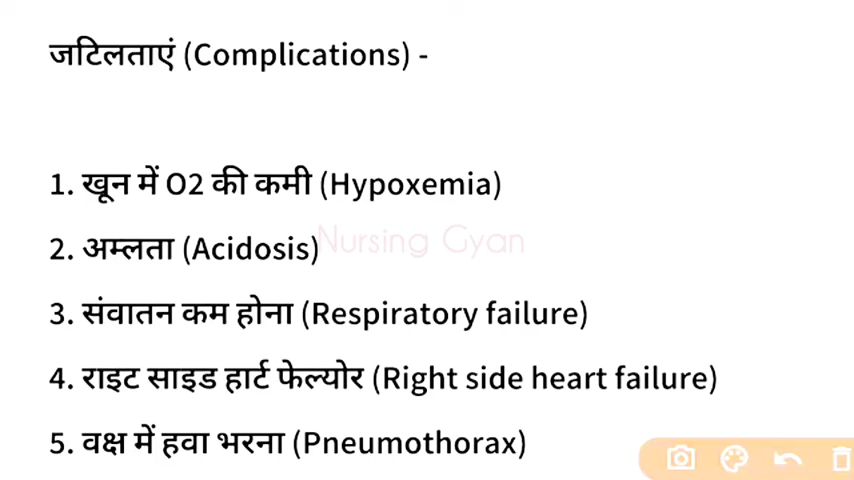 जटिलताएं (Complications) -
1. खून में O2 की कमी (Hypoxemia)
Nursing Gyan
2. अम्लता (Acidosis)
3. संवातन कम होना (Respiratory failure)
4. राइट साइड हार्ट फेल्योर (Right side heart failure)
5. वक्ष में हवा भरना (Pneumothorax)